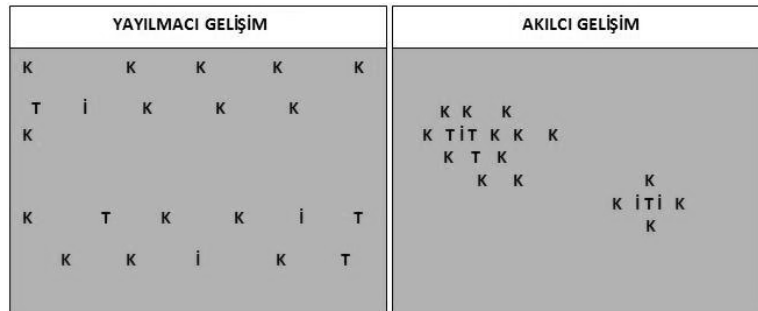 YAYILMACI GELİŞİM
K K K K K
T İ K K K
K
K T K K İ T
K K İ K T
AKILCI GELİŞİM
K K K
K T İ T K K K
K T K
K K
K
K İ T İ K
K